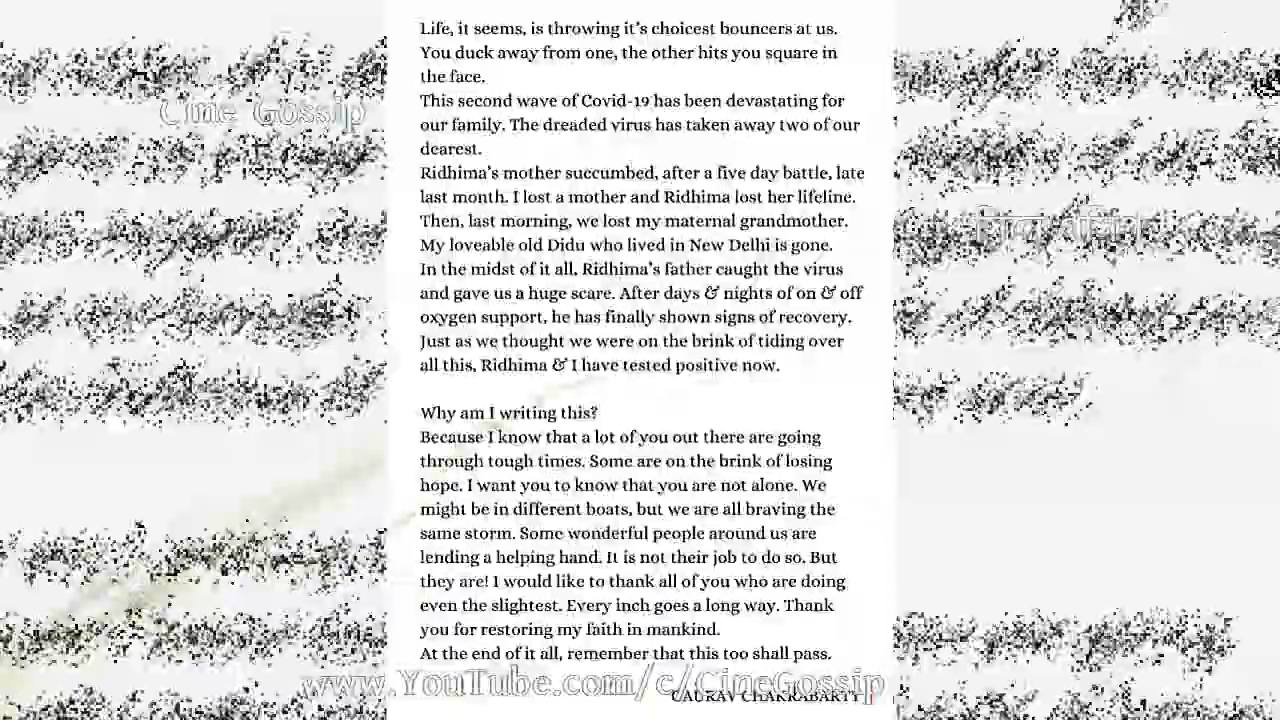 Life, it seems, is throwing it's choicest bouncers at us.
You duck away from one, the other hits you square in
the face.
This second wave of Covid-19 has been devastating for
our family. The dreaded virus has taken away two of our
dearest.
Ridhima's mother succumbed, after a five day battle, late
last month. I lost a mother and Ridhima lost her lifeline.
Then, last morning, we lost my maternal grandmother.
My loveable old Didu who lived in New Delhi is gone.
In the midst of it all, Ridhima's father caught the virus
and gave us a huge scare. After days & nights of on & off
oxygen support, he has finally shown signs of recovery.
Just as we thought we were on the brink of tiding over
all this, Ridhima & I have tested positive now.
Why am I writing this?
Because I know that a lot of you out there are going
through tough times. Some are on the brink of losing
hope. I want you to know that you are not alone. We
might be in different boats, but we are all braving the
same storm. Some wonderful people around us are
lending a helping hand. It is not their job to do so. But
they are! I would like to thank all of you who are doing
even the slightest. Every inch goes a long way. Thank
you for restoring my faith in mankind.
At the end of it all, remember that this too shall pass.
GAURAV CHAKRABARTY
Cine Gossip
www.YouTube.com/c/CineGossip